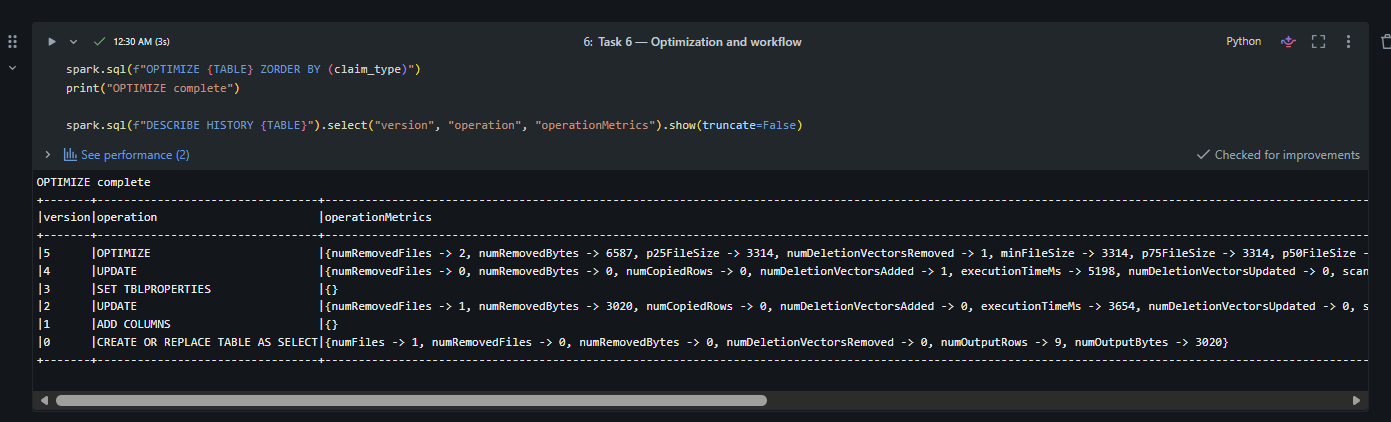 12:30 AM (3s)
6: Task 6 — Optimization and workflow
Python
spark.sql(f"OPTIMIZE {TABLE} ZORDER BY (claim_type)")
print("OPTIMIZE complete")
spark.sql(f"DESCRIBE HISTORY {TABLE}").select("version", "operation", "operationMetrics").show(truncate=False)
See performance (2)
Checked for improvements
OPTIMIZE complete
|version|operation |operationMetrics
|5 |OPTIMIZE |{numRemovedFiles -> 2, numRemovedBytes -> 6587, p25FileSize -> 3314, numDeletionVectorsRemoved -> 1, minFileSize -> 3314, p75FileSize -> 3314, p50FileSize -
|4 |UPDATE |{numRemovedFiles -> 0, numRemovedBytes -> 0, numCopiedRows -> 0, numDeletionVectorsAdded -> 1, executionTimeMs -> 5198, numDeletionVectorsUpdated -> 0, scan
|3 |SET TBLPROPERTIES |{}
|2 |UPDATE |{numRemovedFiles -> 1, numRemovedBytes -> 3020, numCopiedRows -> 0, numDeletionVectorsAdded -> 0, executionTimeMs -> 3654, numDeletionVectorsUpdated -> 0, s
|1 |ADD COLUMNS |{}
|0 |CREATE OR REPLACE TABLE AS SELECT|{numFiles -> 1, numRemovedFiles -> 0, numRemovedBytes -> 0, numDeletionVectorsRemoved -> 0, numOutputRows -> 9, numOutputBytes -> 3020}